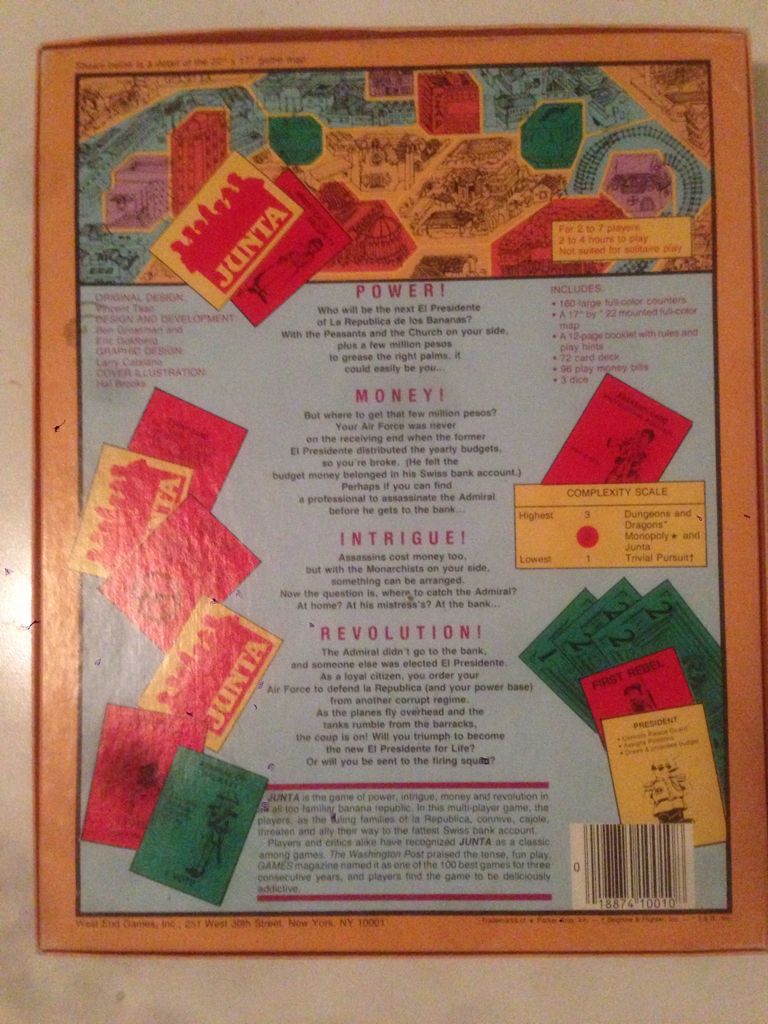 Shown below is a detail of the 22" x 17" game map
JUNTA
For 2 to 7 players
2 to 4 hours to play
Not suited for solitaire play
ORIGINAL DESIGN:
Vincent Tsao
DESIGN AND DEVELOPMENT:
Ben Grossman and
Eric Goldberg
GRAPHIC DESIGN:
Larry Catalano
COVER ILLUSTRATION:
Hal Brooks
POWER!
Who will be the next El Presidente
of La Republica de los Bananas?
With the Peasants and the Church on your side,
plus a few million pesos
to grease the right palms, it
could easily be you...
INCLUDES:
• 160 large full-color counters
• A 17" by " 22 mounted full-color
map
• A 12-page booklet with rules and
play hints
• 72 card deck
• 96 play money bills
• 3 dice
MONEY!
But where to get that few million pesos?
Your Air Force was never
on the receiving end when the former
El Presidente distributed the yearly budgets,
so you're broke. (He felt the
budget money belonged in his Swiss bank account.)
Perhaps if you can find
a professional to assassinate the Admiral
before he gets to the bank...
COMPLEXITY SCALE
Highest 3 Dungeons and
Dragons*
2 Monopoly★ and
Junta
Lowest 1 Trivial Pursuit†
INTRIGUE!
Assassins cost money too,
but with the Monarchists on your side,
something can be arranged.
Now the question is, where to catch the Admiral?
At home? At his mistress's? At the bank...
JUNTA
REVOLUTION!
The Admiral didn't go to the bank,
and someone else was elected El Presidente.
As a loyal citizen, you order your
Air Force to defend la Republica (and your power base)
from another corrupt regime.
As the planes fly overhead and the
tanks rumble from the barracks,
the coup is on! Will you triumph to become
the new El Presidente for Life?
Or will you be sent to the firing squad?
JUNTA
1 2 2 2
FIRST REBEL
PRESIDENT
• Controls Palace Guard
• Assigns Positions
• Draws & proposes budget
JUNTA is the game of power, intrigue, money and revolution in
an all too familiar banana republic. In this multi-player game, the
players, as the ruling families of la Republica, connive, cajole,
threaten and ally their way to the fattest Swiss bank account.
Players and critics alike have recognized JUNTA as a classic
among games. The Washington Post praised the tense, fun play,
GAMES magazine named it as one of the 100 best games for three
consecutive years, and players find the game to be deliciously
addictive.
0 18874 10010
West End Games, Inc., 251 West 30th Street, New York, NY 10001
Trademarks of ★ Parker Bros. Inc.